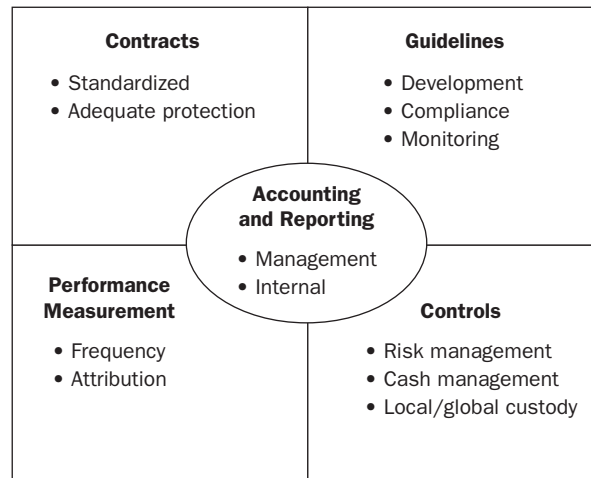 Contracts
• Standardized
• Adequate protection
Guidelines
• Development
• Compliance
• Monitoring
Accounting
and Reporting
• Management
• Internal
Performance
Measurement
• Frequency
• Attribution
Controls
• Risk management
• Cash management
• Local/global custody